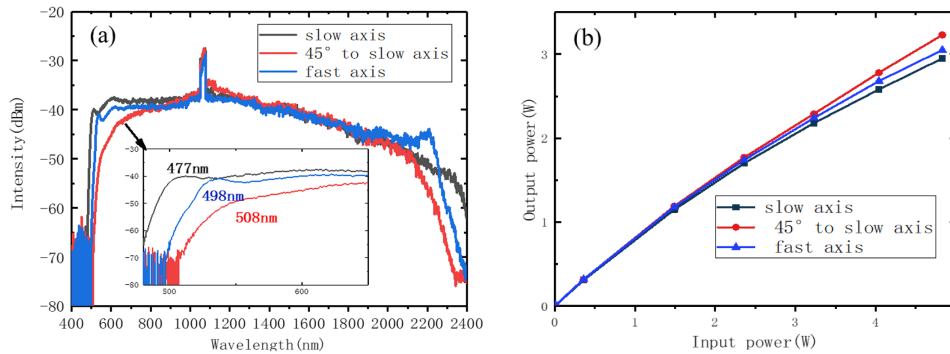 (a)
slow axis
45° to slow axis
fast axis
Intensity(dBm)
-30
-40
-50
-60
-70
-80
400 600 800 1000 1200 1400 1600 1800 2000 2200 2400
Wavelength(nm)
477nm
498nm
508nm
-30
-40
-50
-60
-70
-80
500 600
(b)
Output power(W)
3
2
1
0
0 1 2 3 4
Input power(W)
slow axis
45° to slow axis
fast axis